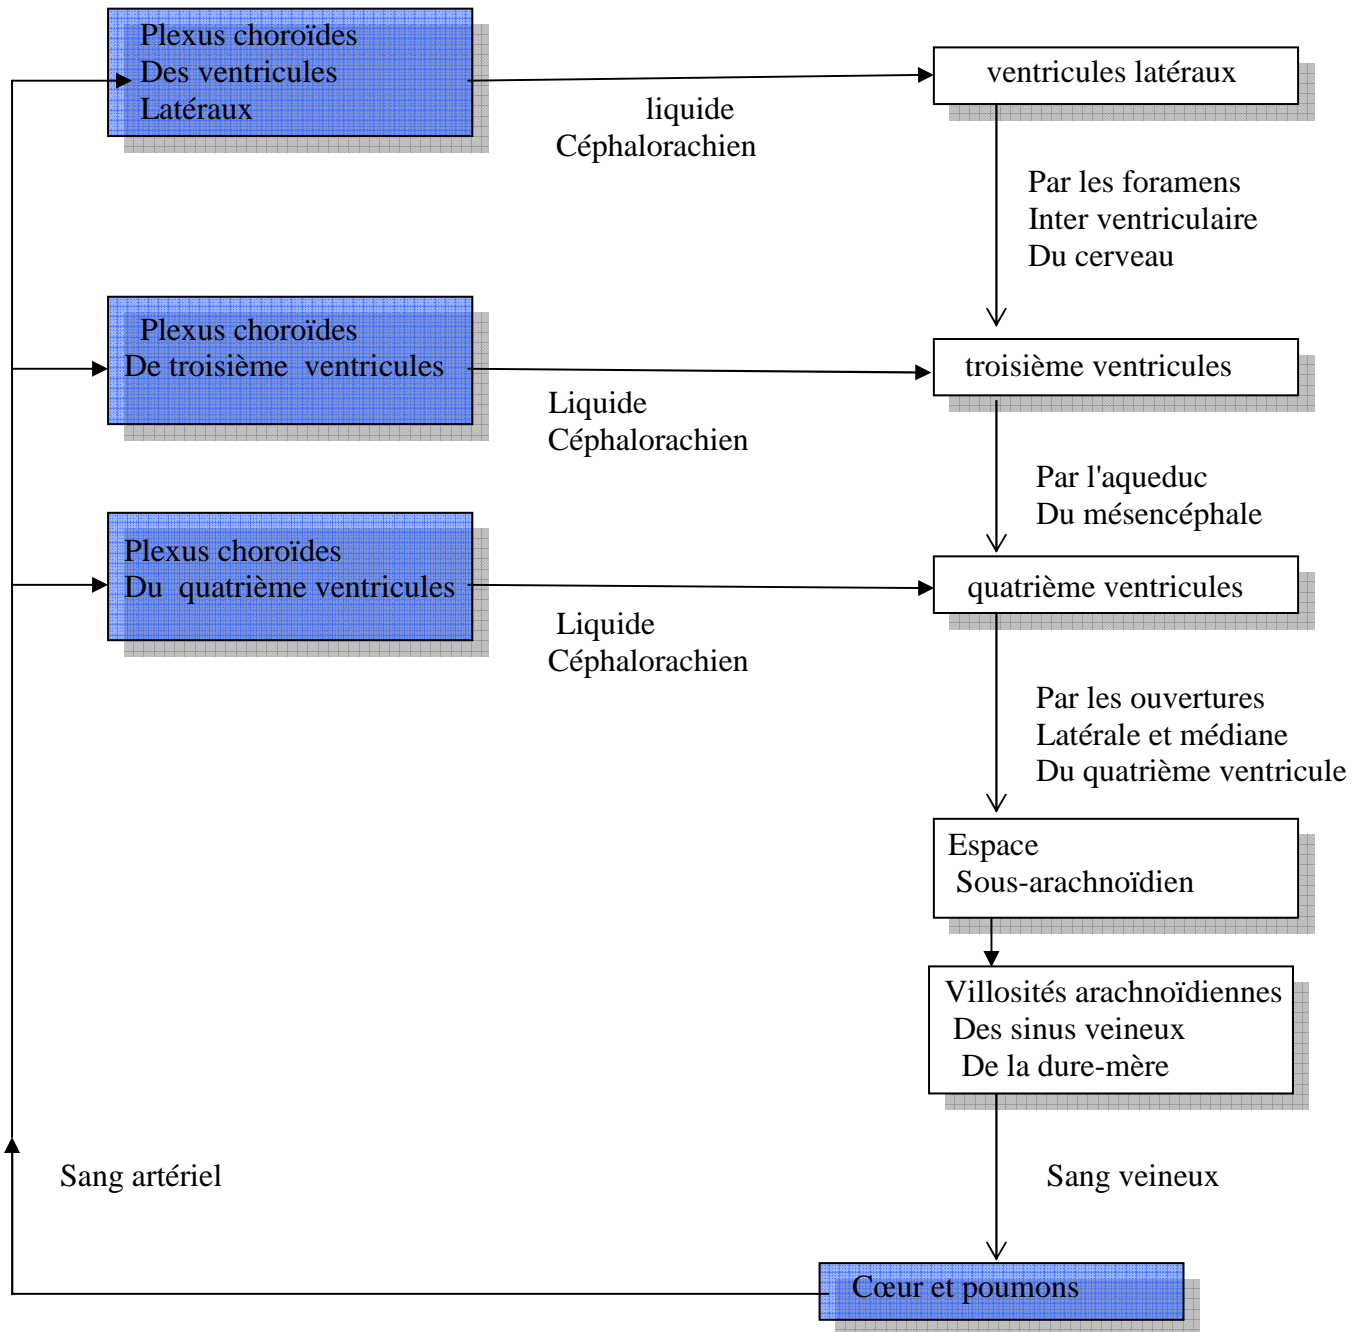 Plexus choroïdes
Des ventricules
Latéraux
liquide
Céphalorachien
ventricules latéraux
Par les foramens
Inter ventriculaire
Du cerveau
Plexus choroïdes
De troisième ventricules
Liquide
Céphalorachien
troisième ventricules
Par l'aqueduc
Du mésencéphale
Plexus choroïdes
Du quatrième ventricules
Liquide
Céphalorachien
quatrième ventricules
Par les ouvertures
Latérale et médiane
Du quatrième ventricule
Espace
Sous-arachnoïdien
Villosités arachnoïdiennes
Des sinus veineux
De la dure-mère
Sang artériel
Sang veineux
Cœur et poumons